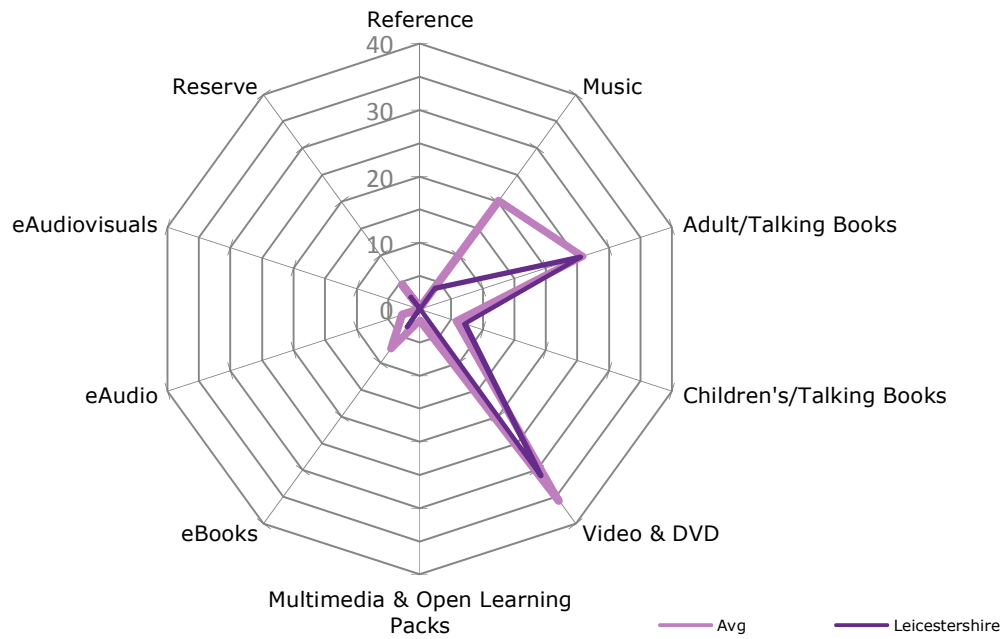 Reference
40
Reserve
Music
30
20
eAudiovisuals
Adult/Talking Books
10
0
eAudio
Children's/Talking Books
eBooks
Video & DVD
Multimedia & Open Learning
Packs
Avg
Leicestershire